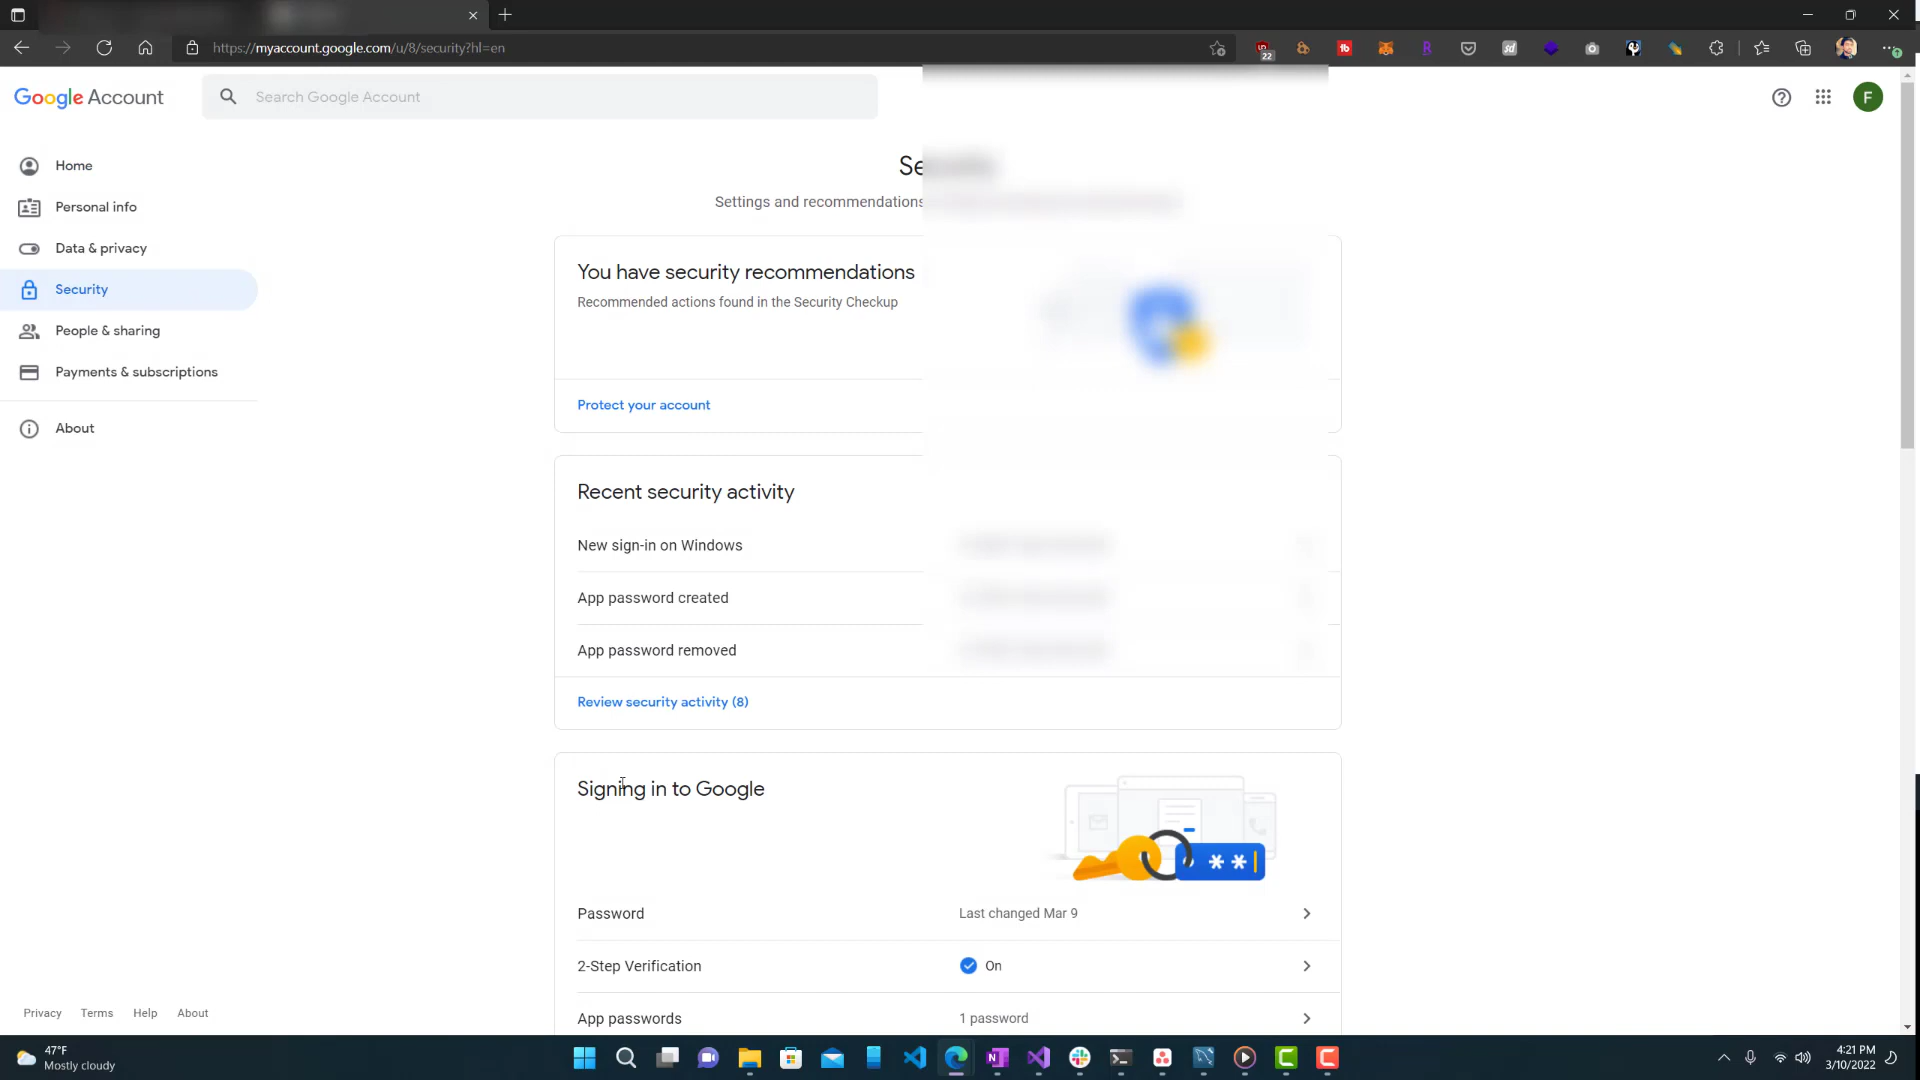 https://myaccount.google.com/u/8/security?hl=en
22
Google Account
Search Google Account
F
Home
Personal info
Data & privacy
Security
People & sharing
Payments & subscriptions
About
Se
Settings and recommendations
You have security recommendations
Recommended actions found in the Security Checkup
Protect your account
Recent security activity
New sign-in on Windows
App password created
App password removed
Review security activity (8)
Signing in to Google
**|
Password Last changed Mar 9
2-Step Verification On
App passwords 1 password
Privacy Terms Help About
47°F
Mostly cloudy
4:21 PM
3/10/2022